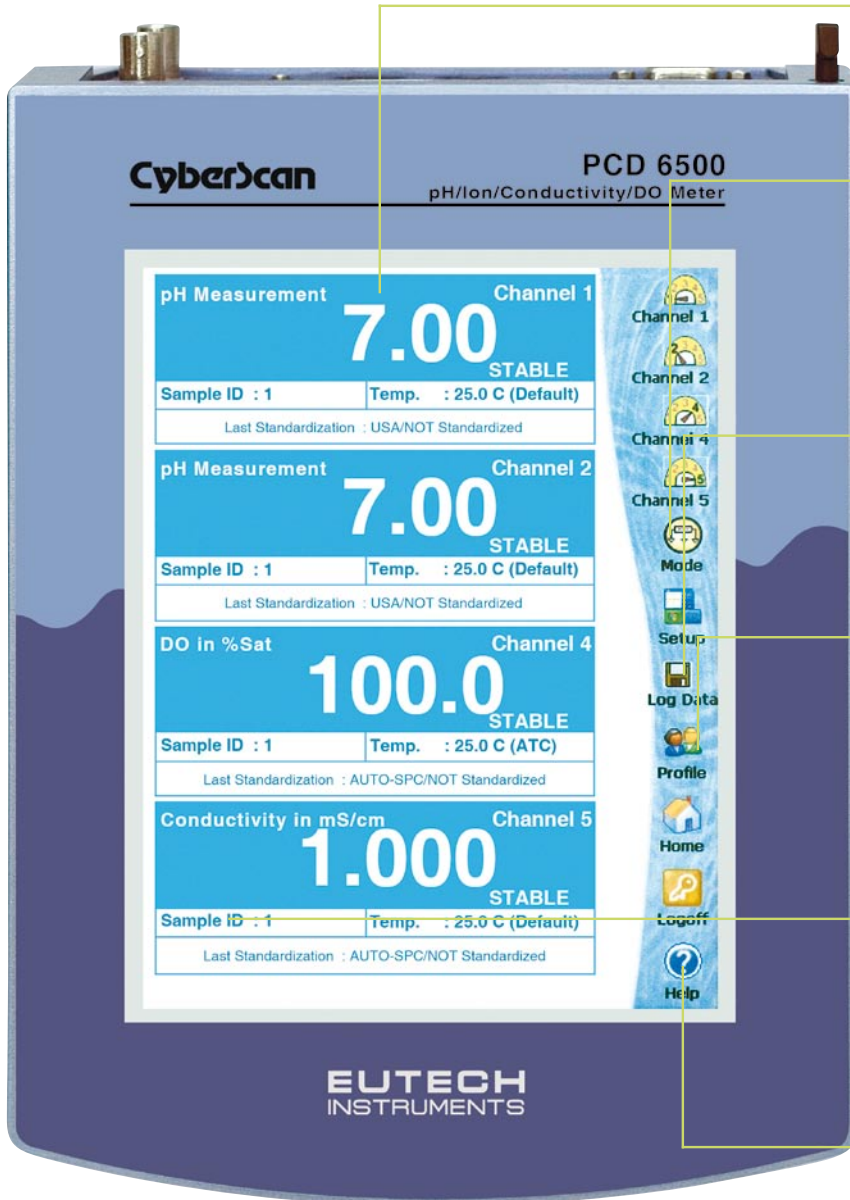 CyberScan
PCD 6500
pH/Ion/Conductivity/DO Meter
pH Measurement Channel 1
7.00
STABLE
Sample ID : 1 Temp. : 25.0 C (Default)
Last Standardization : USA/NOT Standardized
pH Measurement Channel 2
7.00
STABLE
Sample ID : 1 Temp. : 25.0 C (Default)
Last Standardization : USA/NOT Standardized
DO in %Sat Channel 4
100.0
STABLE
Sample ID : 1 Temp. : 25.0 C (ATC)
Last Standardization : AUTO-SPC/NOT Standardized
Conductivity in mS/cm Channel 5
1.000
STABLE
Sample ID : 1 Temp. : 25.0 C (Default)
Last Standardization : AUTO-SPC/NOT Standardized
Channel 1
Channel 2
Channel 4
Channel 5
Mode
Setup
Log Data
Profile
Home
Logoff
Help
EUTECH
INSTRUMENTS